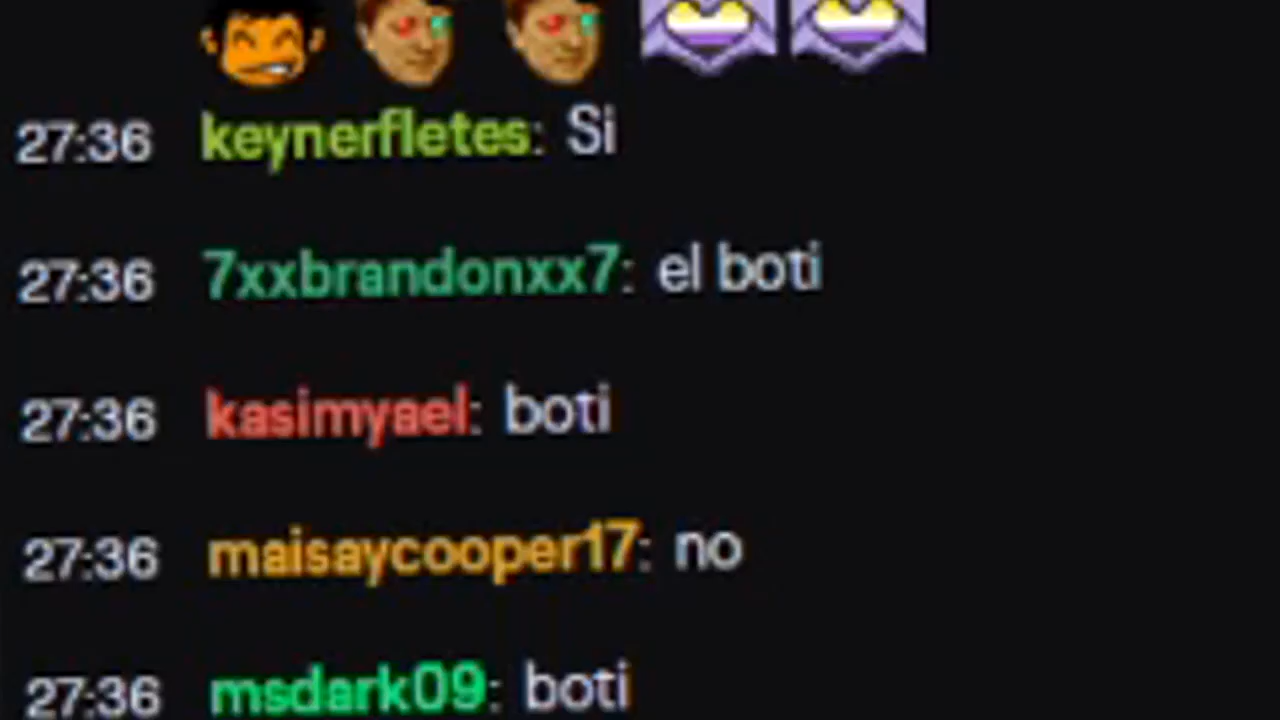 27:36 keynerfletes: Si
27:36 7xxbrandonxx7: el boti
27:36 kasimyael: boti
27:36 maisaycooper17: no
27:36 msdark09: boti